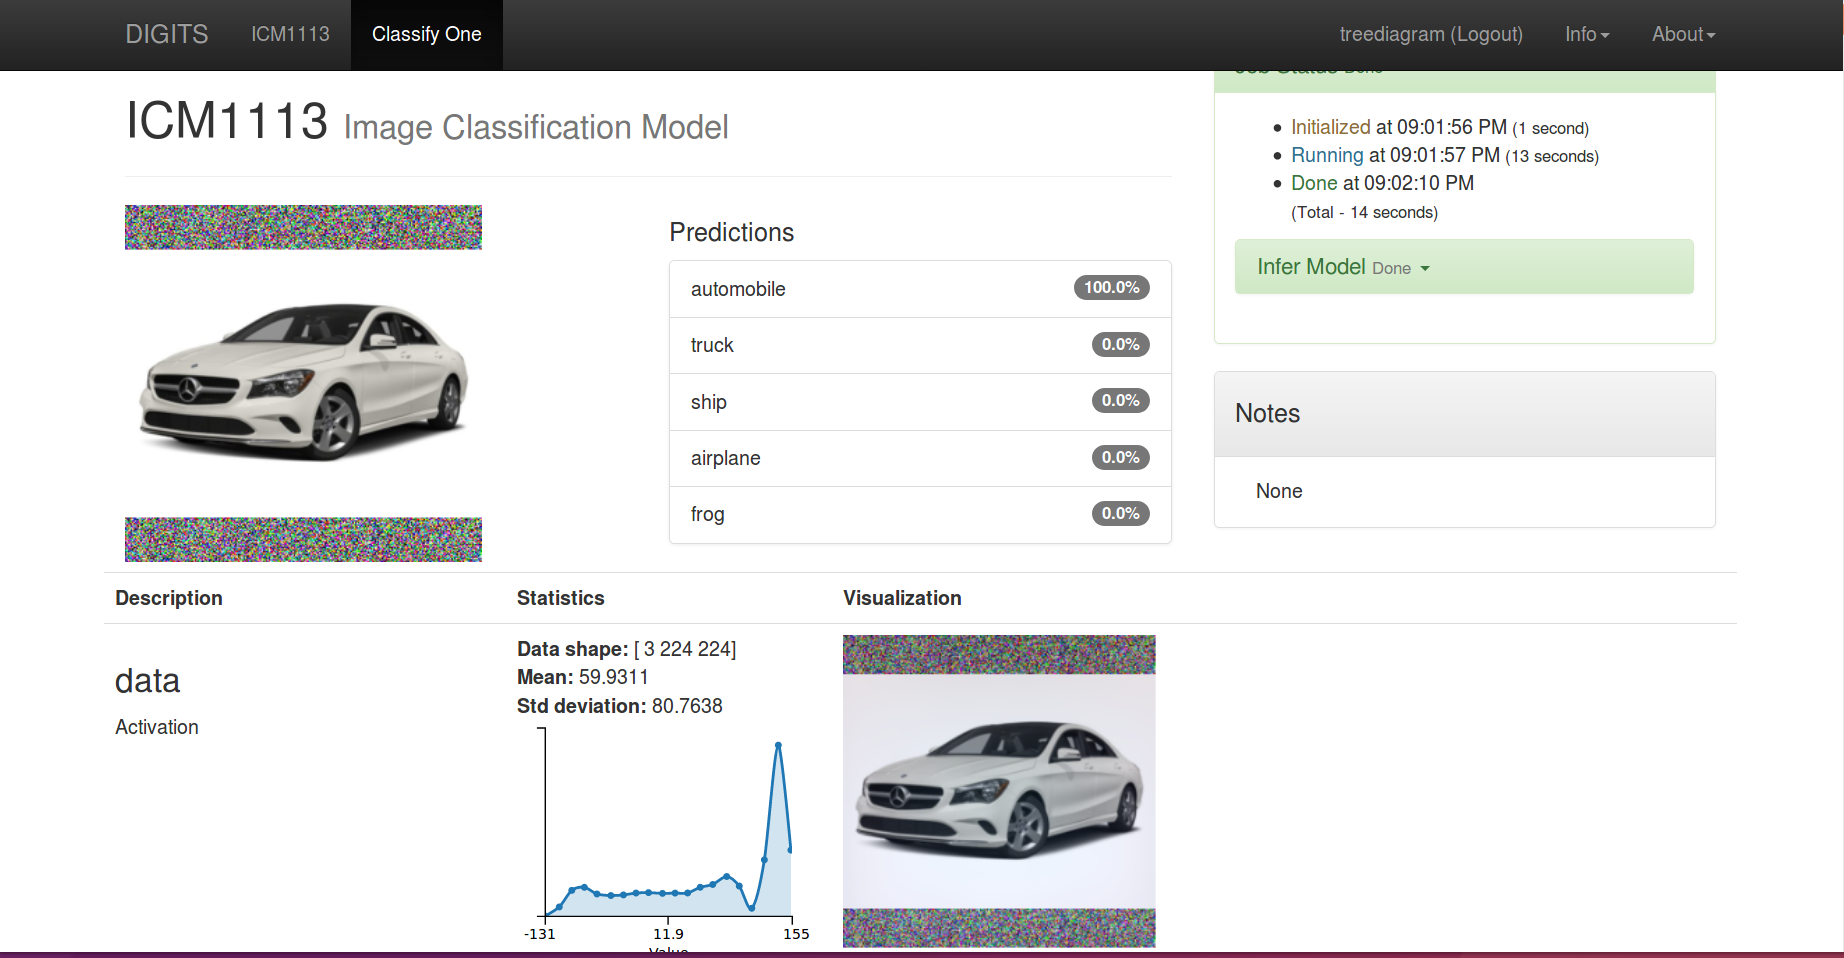 DIGITS ICM1113 Classify One treediagram (Logout) Info About
Job Status Done
ICM1113 Image Classification Model
Initialized at 09:01:56 PM (1 second)
Running at 09:01:57 PM (13 seconds)
Done at 09:02:10 PM
(Total - 14 seconds)
Infer Model Done
Predictions
automobile 100.0%
truck 0.0%
ship 0.0%
airplane 0.0%
frog 0.0%
Notes
None
Description Statistics Visualization
data
Activation
Data shape: [ 3 224 224]
Mean: 59.9311
Std deviation: 80.7638
-131 11.9 155
Value